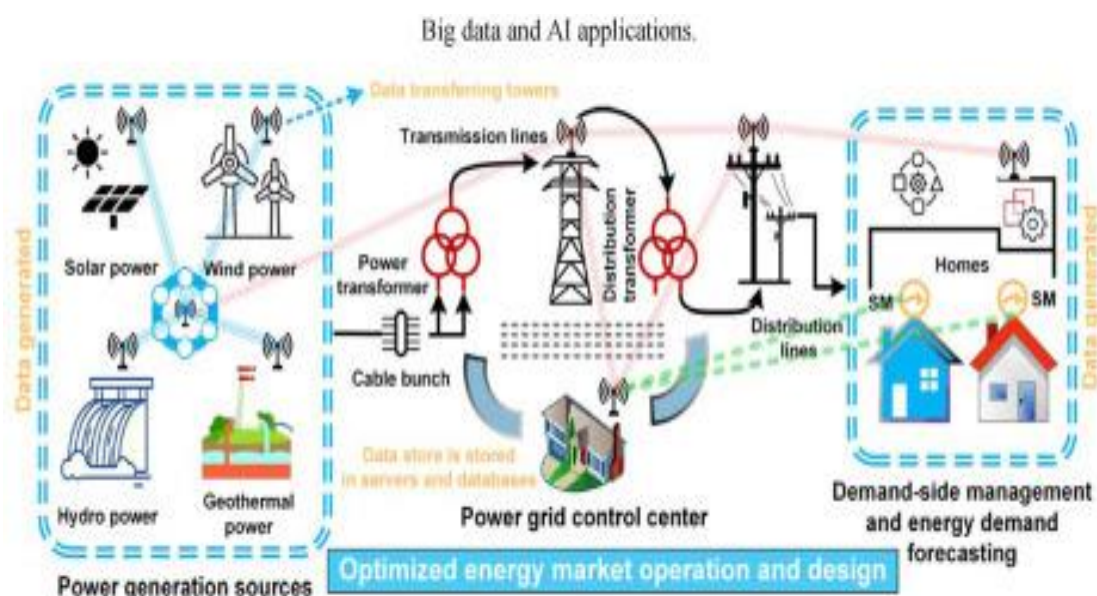 Big data and AI applications.
Data transferring towers
Transmission lines
Solar power
Wind power
Data generated
Power
transformer
Distribution
transformer
Cable bunch
Distribution
lines
Homes
SM
SM
Data generated
Hydro power
Geothermal
power
Data store is stored
in servers and databases
Power grid control center
Demand-side management
and energy demand
forecasting
Power generation sources
Optimized energy market operation and design